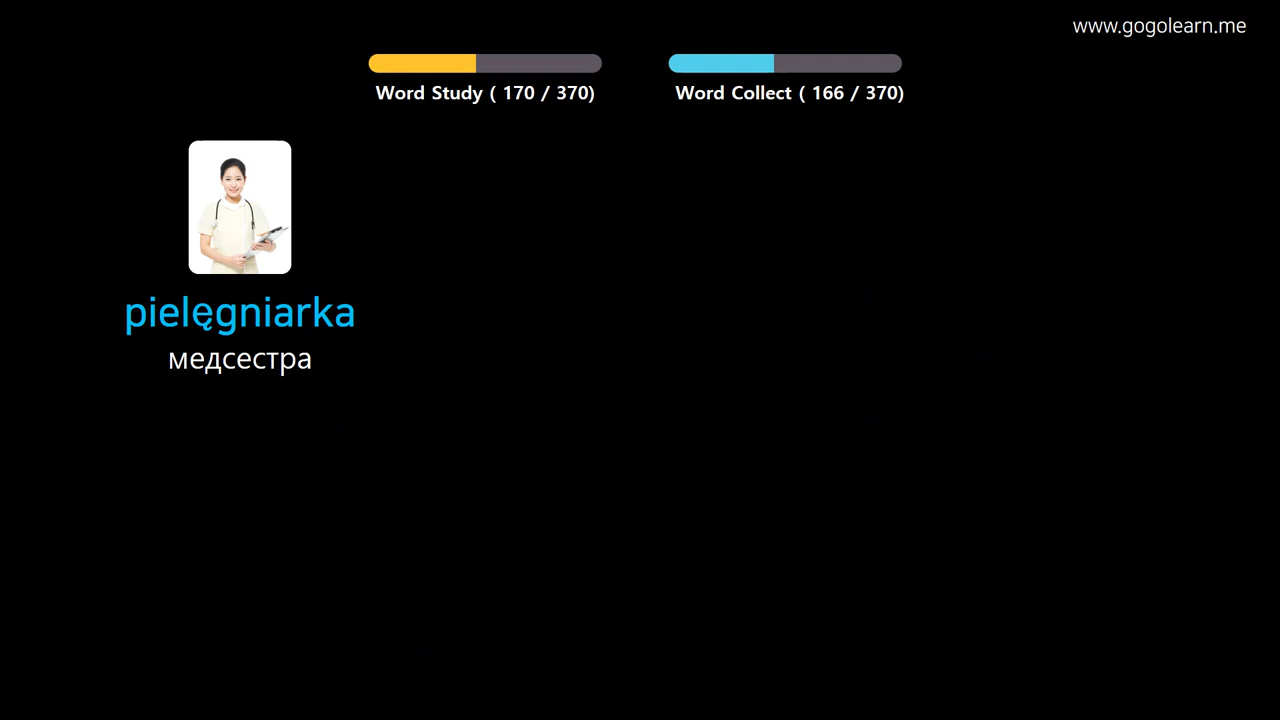 www.gogolearn.me
Word Study ( 170 / 370)
Word Collect ( 166 / 370)
pielęgniarka
медсестра